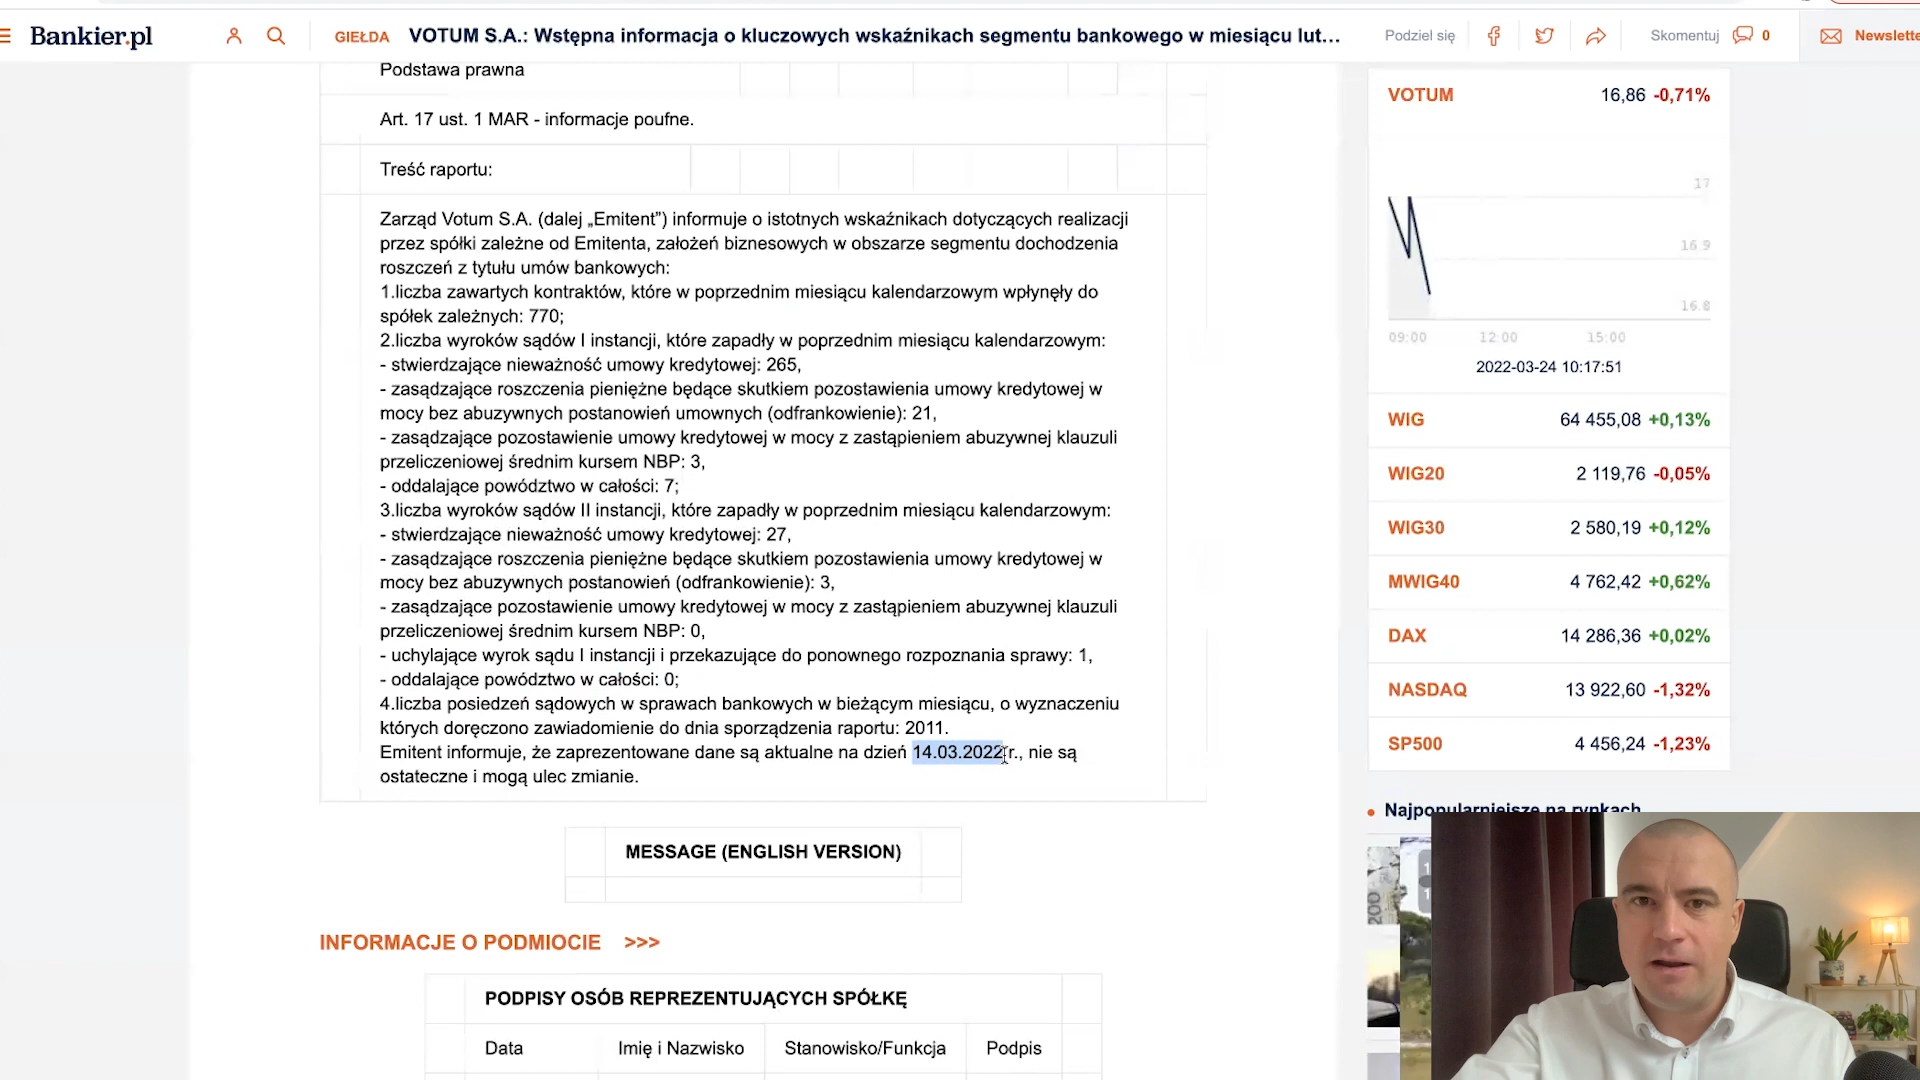 Bankier.pl
GIEŁDA
VOTUM S.A.: Wstępna informacja o kluczowych wskaźnikach segmentu bankowego w miesiącu lut...
Podziel się
Skomentuj
0
Podstawa prawna
Art. 17 ust. 1 MAR - informacje poufne.
Treść raportu:
Zarząd Votum S.A. (dalej „Emitent”) informuje o istotnych wskaźnikach dotyczących realizacji
przez spółki zależne od Emitenta, założeń biznesowych w obszarze segmentu dochodzenia
roszczeń z tytułu umów bankowych:
1.liczba zawartych kontraktów, które w poprzednim miesiącu kalendarzowym wpłynęły do
spółek zależnych: 770;
2.liczba wyroków sądów I instancji, które zapadły w poprzednim miesiącu kalendarzowym:
- stwierdzające nieważność umowy kredytowej: 265,
- zasądzające roszczenia pieniężne będące skutkiem pozostawienia umowy kredytowej w
mocy bez abuzywnych postanowień umownych (odfrankowienie): 21,
- zasądzające pozostawienie umowy kredytowej w mocy z zastąpieniem abuzywnej klauzuli
przeliczeniowej średnim kursem NBP: 3,
- oddalające powództwo w całości: 7;
3.liczba wyroków sądów II instancji, które zapadły w poprzednim miesiącu kalendarzowym:
- stwierdzające nieważność umowy kredytowej: 27,
- zasądzające roszczenia pieniężne będące skutkiem pozostawienia umowy kredytowej w
mocy bez abuzywnych postanowień (odfrankowienie): 3,
- zasądzające pozostawienie umowy kredytowej w mocy z zastąpieniem abuzywnej klauzuli
przeliczeniowej średnim kursem NBP: 0,
- uchylające wyrok sądu I instancji i przekazujące do ponownego rozpoznania sprawy: 1,
- oddalające powództwo w całości: 0;
4.liczba posiedzeń sądowych w sprawach bankowych w bieżącym miesiącu, o wyznaczeniu
których doręczono zawiadomienie do dnia sporządzenia raportu: 2011.
Emitent informuje, że zaprezentowane dane są aktualne na dzień 14.03.2022 r., nie są
ostateczne i mogą ulec zmianie.
MESSAGE (ENGLISH VERSION)
INFORMACJE O PODMIOCIE >>>
PODPISY OSÓB REPREZENTUJĄCYCH SPÓŁKĘ
Data Imię i Nazwisko Stanowisko/Funkcja Podpis
VOTUM 16,86 -0,71%
17
16.9
16.8
09:00 12:00 15:00
2022-03-24 10:17:51
WIG 64 455,08 +0,13%
WIG20 2 119,76 -0,05%
WIG30 2 580,19 +0,12%
MWIG40 4 762,42 +0,62%
DAX 14 286,36 +0,02%
NASDAQ 13 922,60 -1,32%
SP500 4 456,24 -1,23%
Najpopularniejsze na rynkach